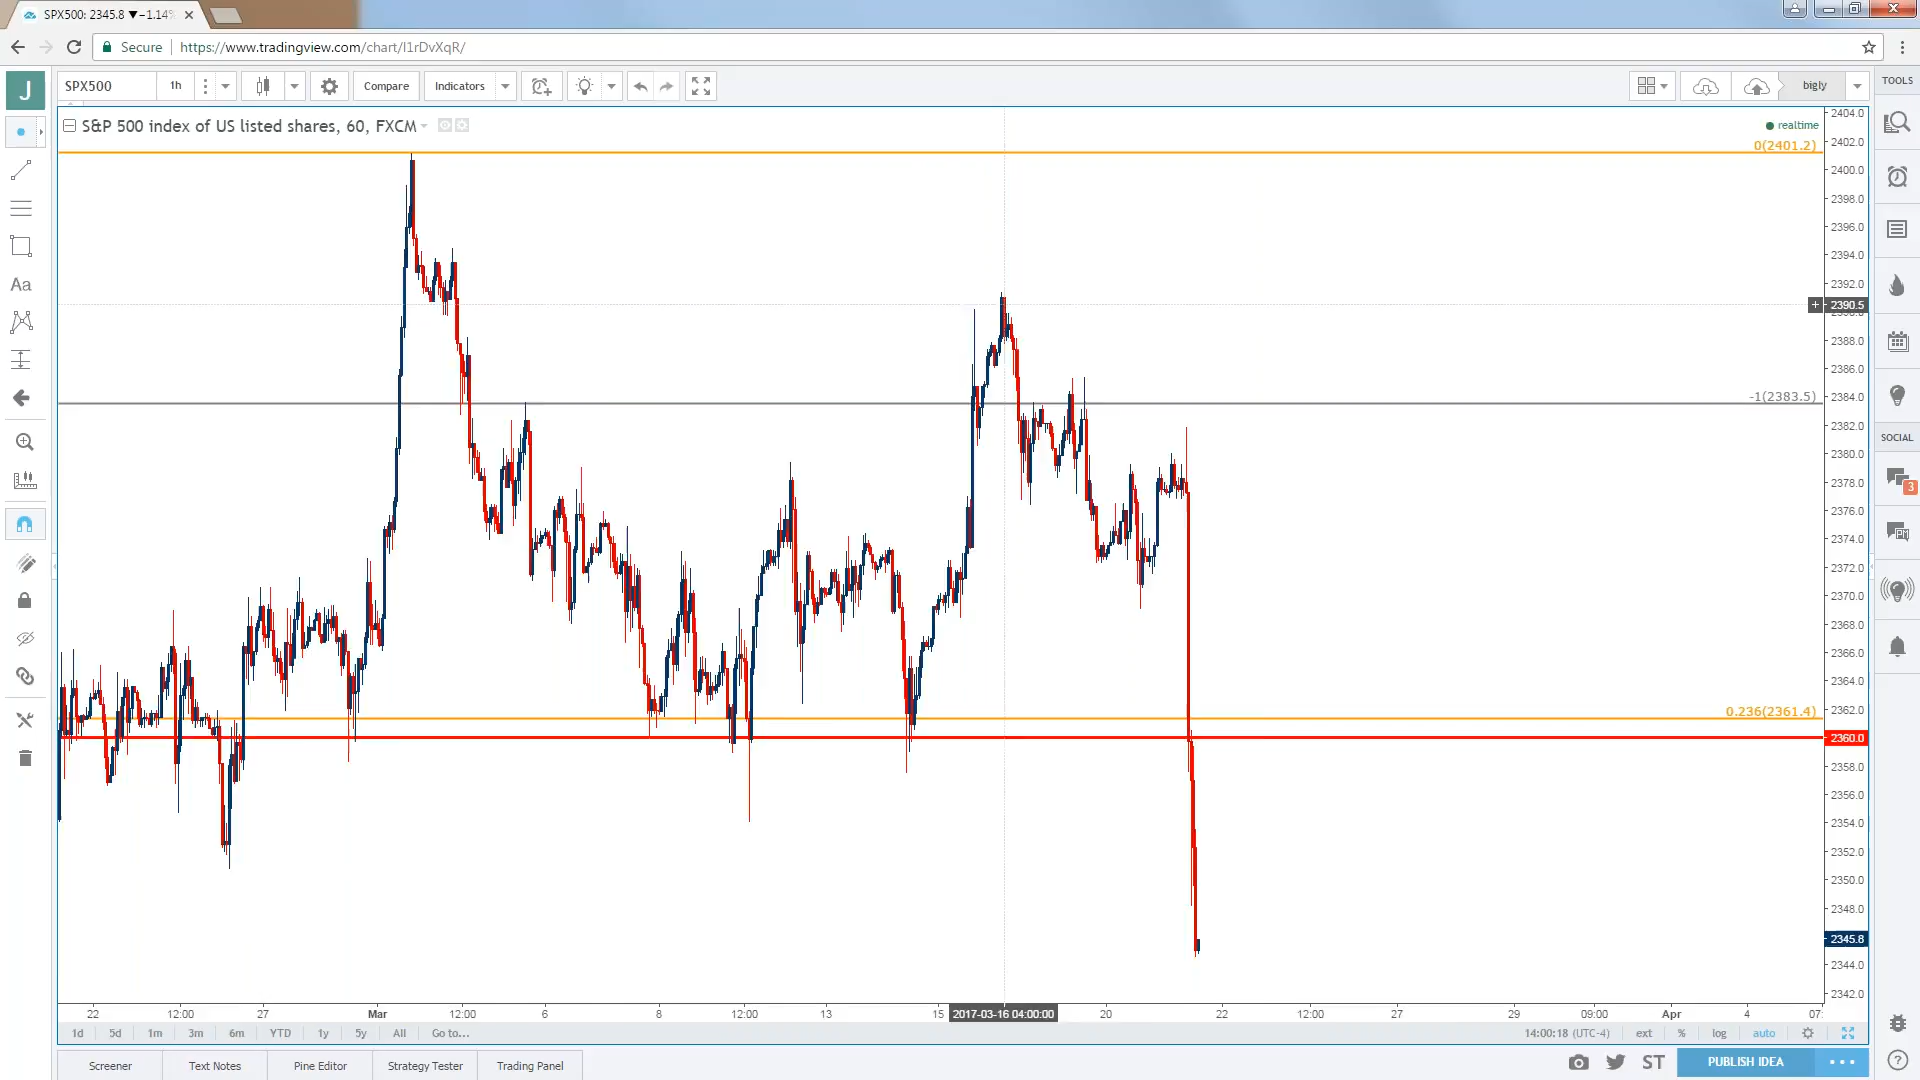 SPX500: 2345.8 ▼−1.14%
Secure
https://www.tradingview.com/chart/I1rDvXqR/
J
SPX500
1h
Compare
Indicators
bigly
TOOLS
S&P 500 index of US listed shares, 60, FXCM
realtime
0(2401.2)
-1(2383.5)
0.236(2361.4)
2404.0
2402.0
2400.0
2398.0
2396.0
2394.0
2392.0
2390.5
2388.0
2386.0
2384.0
2382.0
2380.0
2378.0
2376.0
2374.0
2372.0
2370.0
2368.0
2366.0
2364.0
2362.0
2360.0
2358.0
2356.0
2354.0
2352.0
2350.0
2348.0
2345.8
2344.0
2342.0
Aa
SOCIAL
3
22
12:00
27
Mar
12:00
6
8
12:00
13
15
2017-03-16 04:00:00
20
22
12:00
27
29
09:00
Apr
4
07:
1d
5d
1m
3m
6m
YTD
1y
5y
All
Go to...
14:00:18 (UTC-4)
ext
%
log
auto
Screener
Text Notes
Pine Editor
Strategy Tester
Trading Panel
ST
PUBLISH IDEA